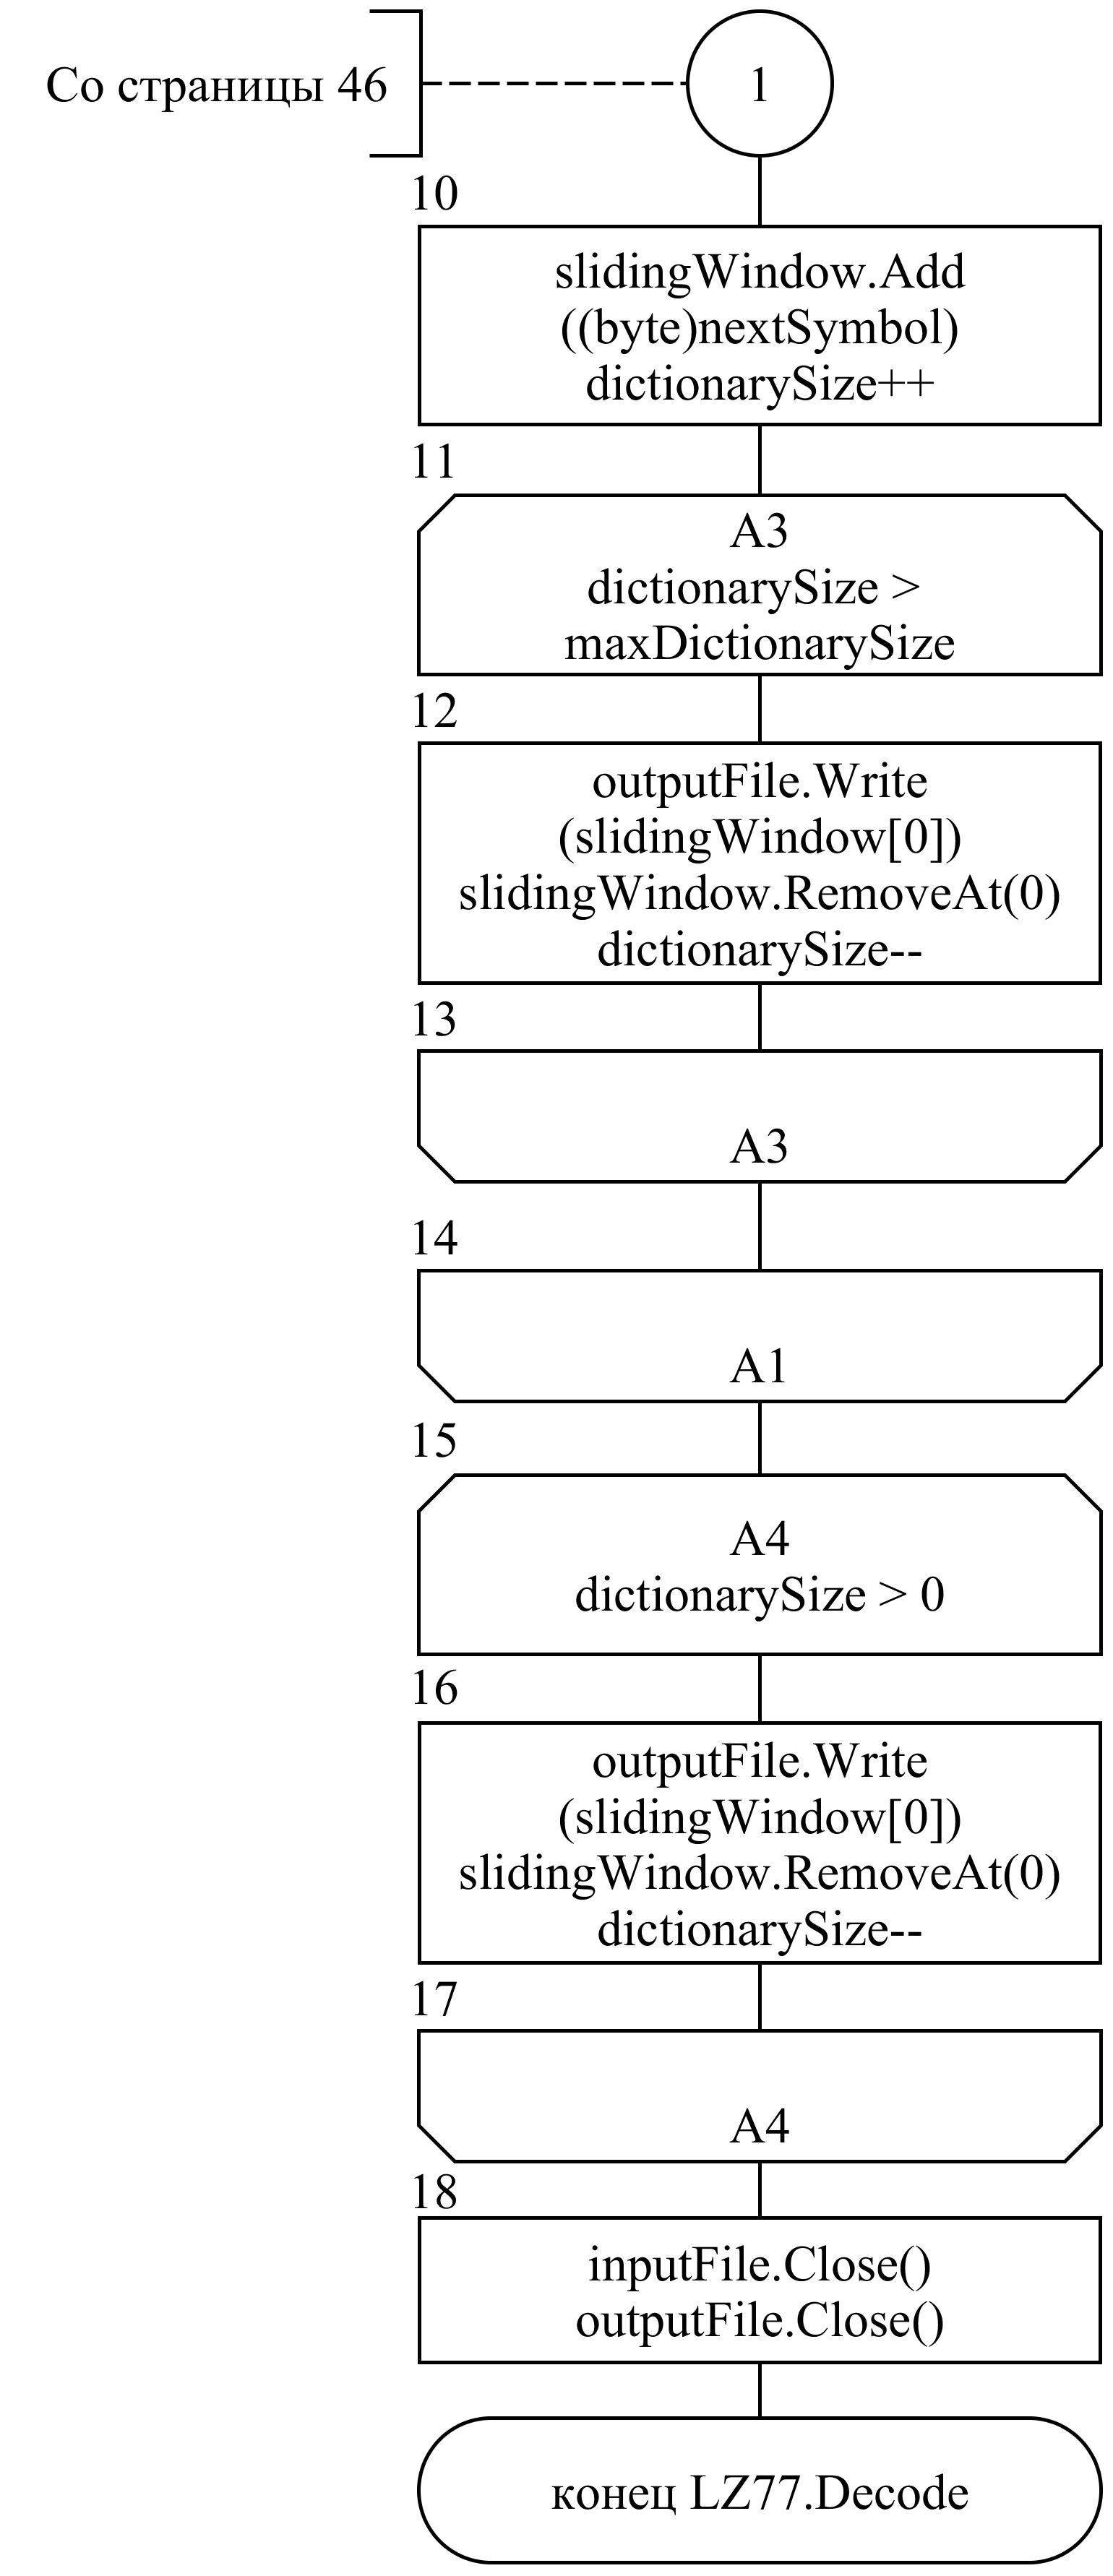 Со страницы 46
1
10
slidingWindow.Add
((byte)nextSymbol)
dictionarySize++
11
A3
dictionarySize >
maxDictionarySize
12
outputFile.Write
(slidingWindow[0])
slidingWindow.RemoveAt(0)
dictionarySize--
13
A3
14
A1
15
A4
dictionarySize > 0
16
outputFile.Write
(slidingWindow[0])
slidingWindow.RemoveAt(0)
dictionarySize--
17
A4
18
inputFile.Close()
outputFile.Close()
конец LZ77.Decode